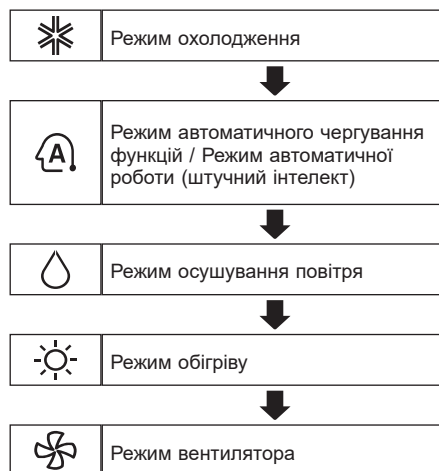 Режим охолодження
A
Режим автоматичного чергування
функцій / Режим автоматичної
роботи (штучний інтелект)
Режим осушування повітря
Режим обігріву
Режим вентилятора